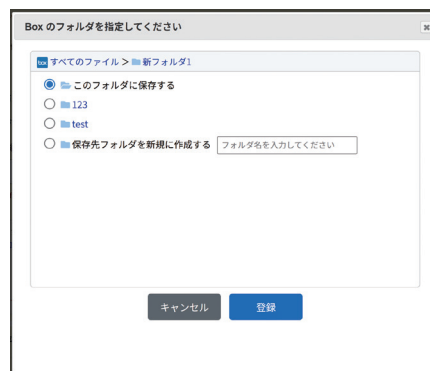 Box のフォルダを指定してください
box すべてのファイル > 新フォルダ1
このフォルダに保存する
123
test
保存先フォルダを新規に作成する フォルダ名を入力してください
キャンセル 登録